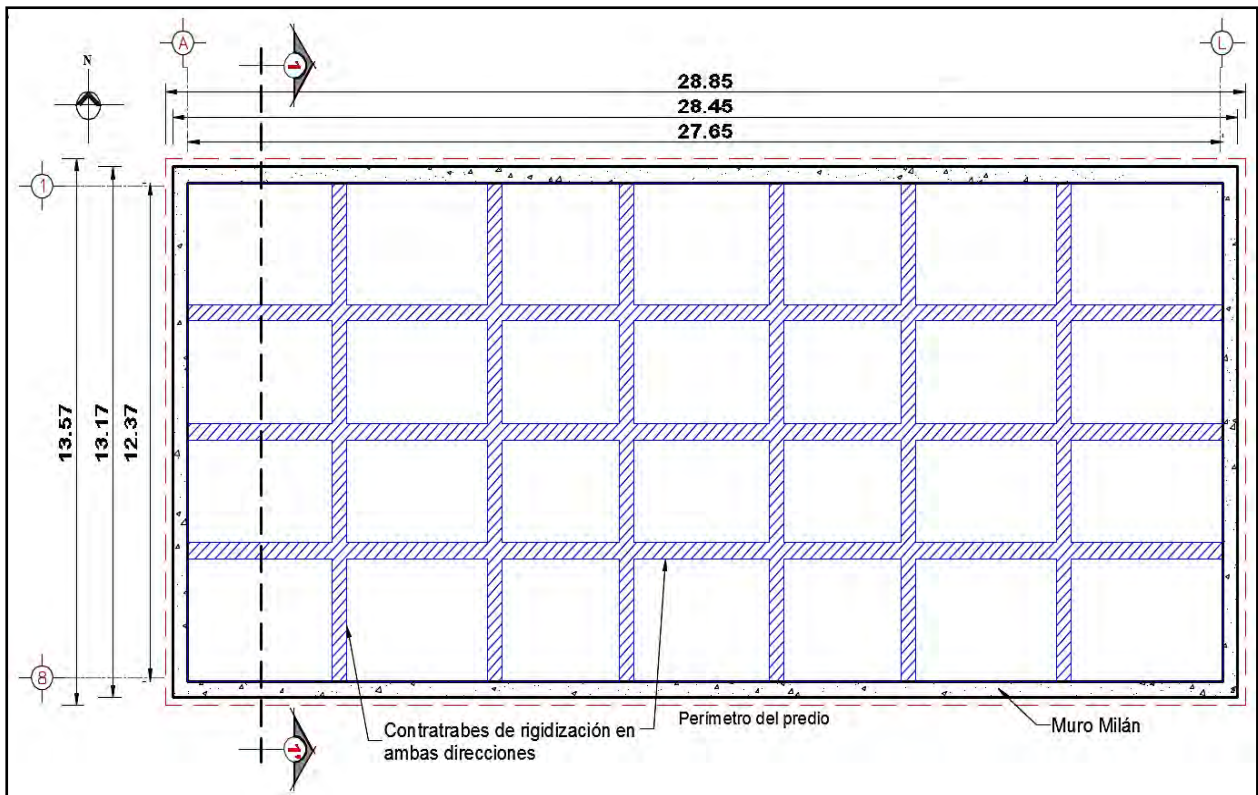 A
L
N
1
28.85
28.45
27.65
1
13.57
13.17
12.37
8
Contratrabes de rigidización en
ambas direcciones
Perímetro del predio
Muro Milán
1'